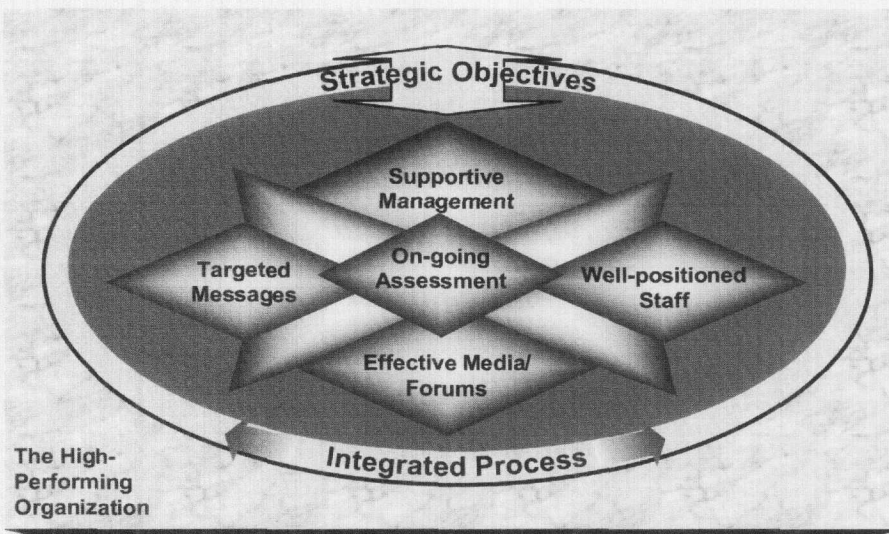 Strategic Objectives
Supportive
Management
Targeted
Messages
On-going
Assessment
Well-positioned
Staff
Effective Media/
Forums
Integrated Process
The High-
Performing
Organization